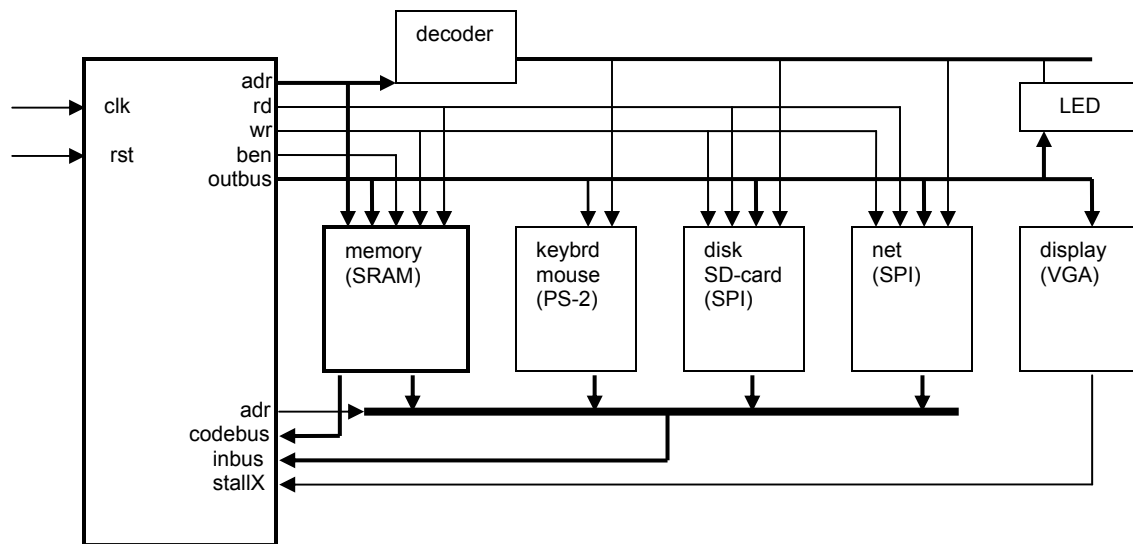 decoder
adr
clk
rd
LED
wr
rst
ben
outbus
memory
(SRAM)
keybrd
mouse
(PS-2)
disk
SD-card
(SPI)
net
(SPI)
display
(VGA)
adr
codebus
inbus
stallX